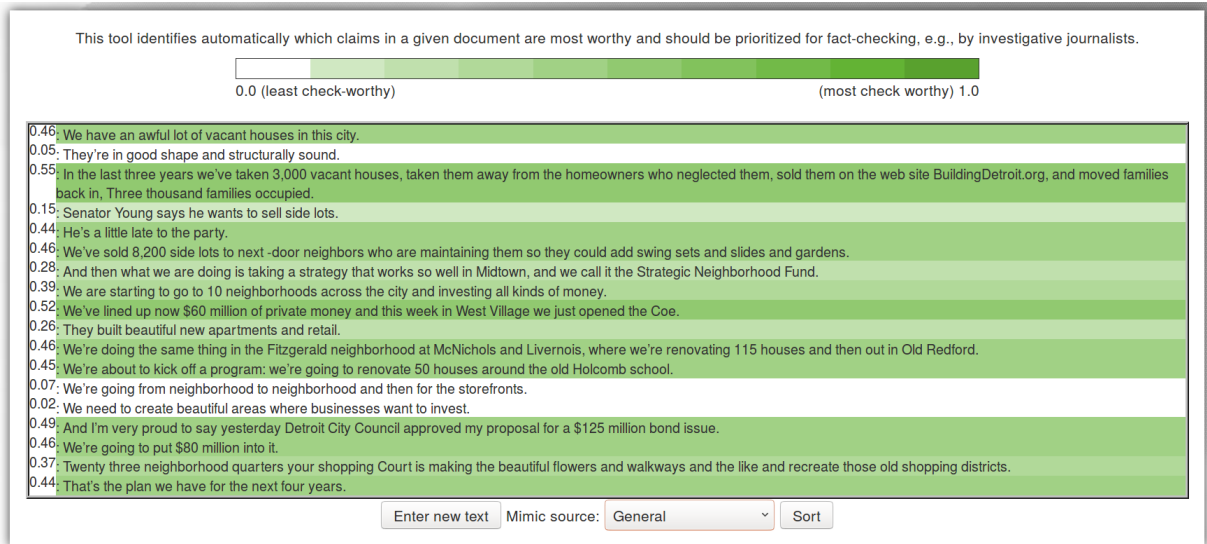 This tool identifies automatically which claims in a given document are most worthy and should be prioritized for fact-checking, e.g., by investigative journalists.
0.0 (least check-worthy) (most check worthy) 1.0
0.46: We have an awful lot of vacant houses in this city.
0.05: They're in good shape and structurally sound.
0.55: In the last three years we've taken 3,000 vacant houses, taken them away from the homeowners who neglected them, sold them on the web site BuildingDetroit.org, and moved families
back in, Three thousand families occupied.
0.15: Senator Young says he wants to sell side lots.
0.44: He's a little late to the party.
0.46: We've sold 8,200 side lots to next -door neighbors who are maintaining them so they could add swing sets and slides and gardens.
0.28: And then what we are doing is taking a strategy that works so well in Midtown, and we call it the Strategic Neighborhood Fund.
0.39: We are starting to go to 10 neighborhoods across the city and investing all kinds of money.
0.52: We've lined up now $60 million of private money and this week in West Village we just opened the Coe.
0.26: They built beautiful new apartments and retail.
0.46: We're doing the same thing in the Fitzgerald neighborhood at McNichols and Livernois, where we're renovating 115 houses and then out in Old Redford.
0.45: We're about to kick off a program: we're going to renovate 50 houses around the old Holcomb school.
0.07: We're going from neighborhood to neighborhood and then for the storefronts.
0.02: We need to create beautiful areas where businesses want to invest.
0.49: And I'm very proud to say yesterday Detroit City Council approved my proposal for a $125 million bond issue.
0.46: We're going to put $80 million into it.
0.37: Twenty three neighborhood quarters your shopping Court is making the beautiful flowers and walkways and the like and recreate those old shopping districts.
0.44: That's the plan we have for the next four years.
Enter new text Mimic source: General Sort